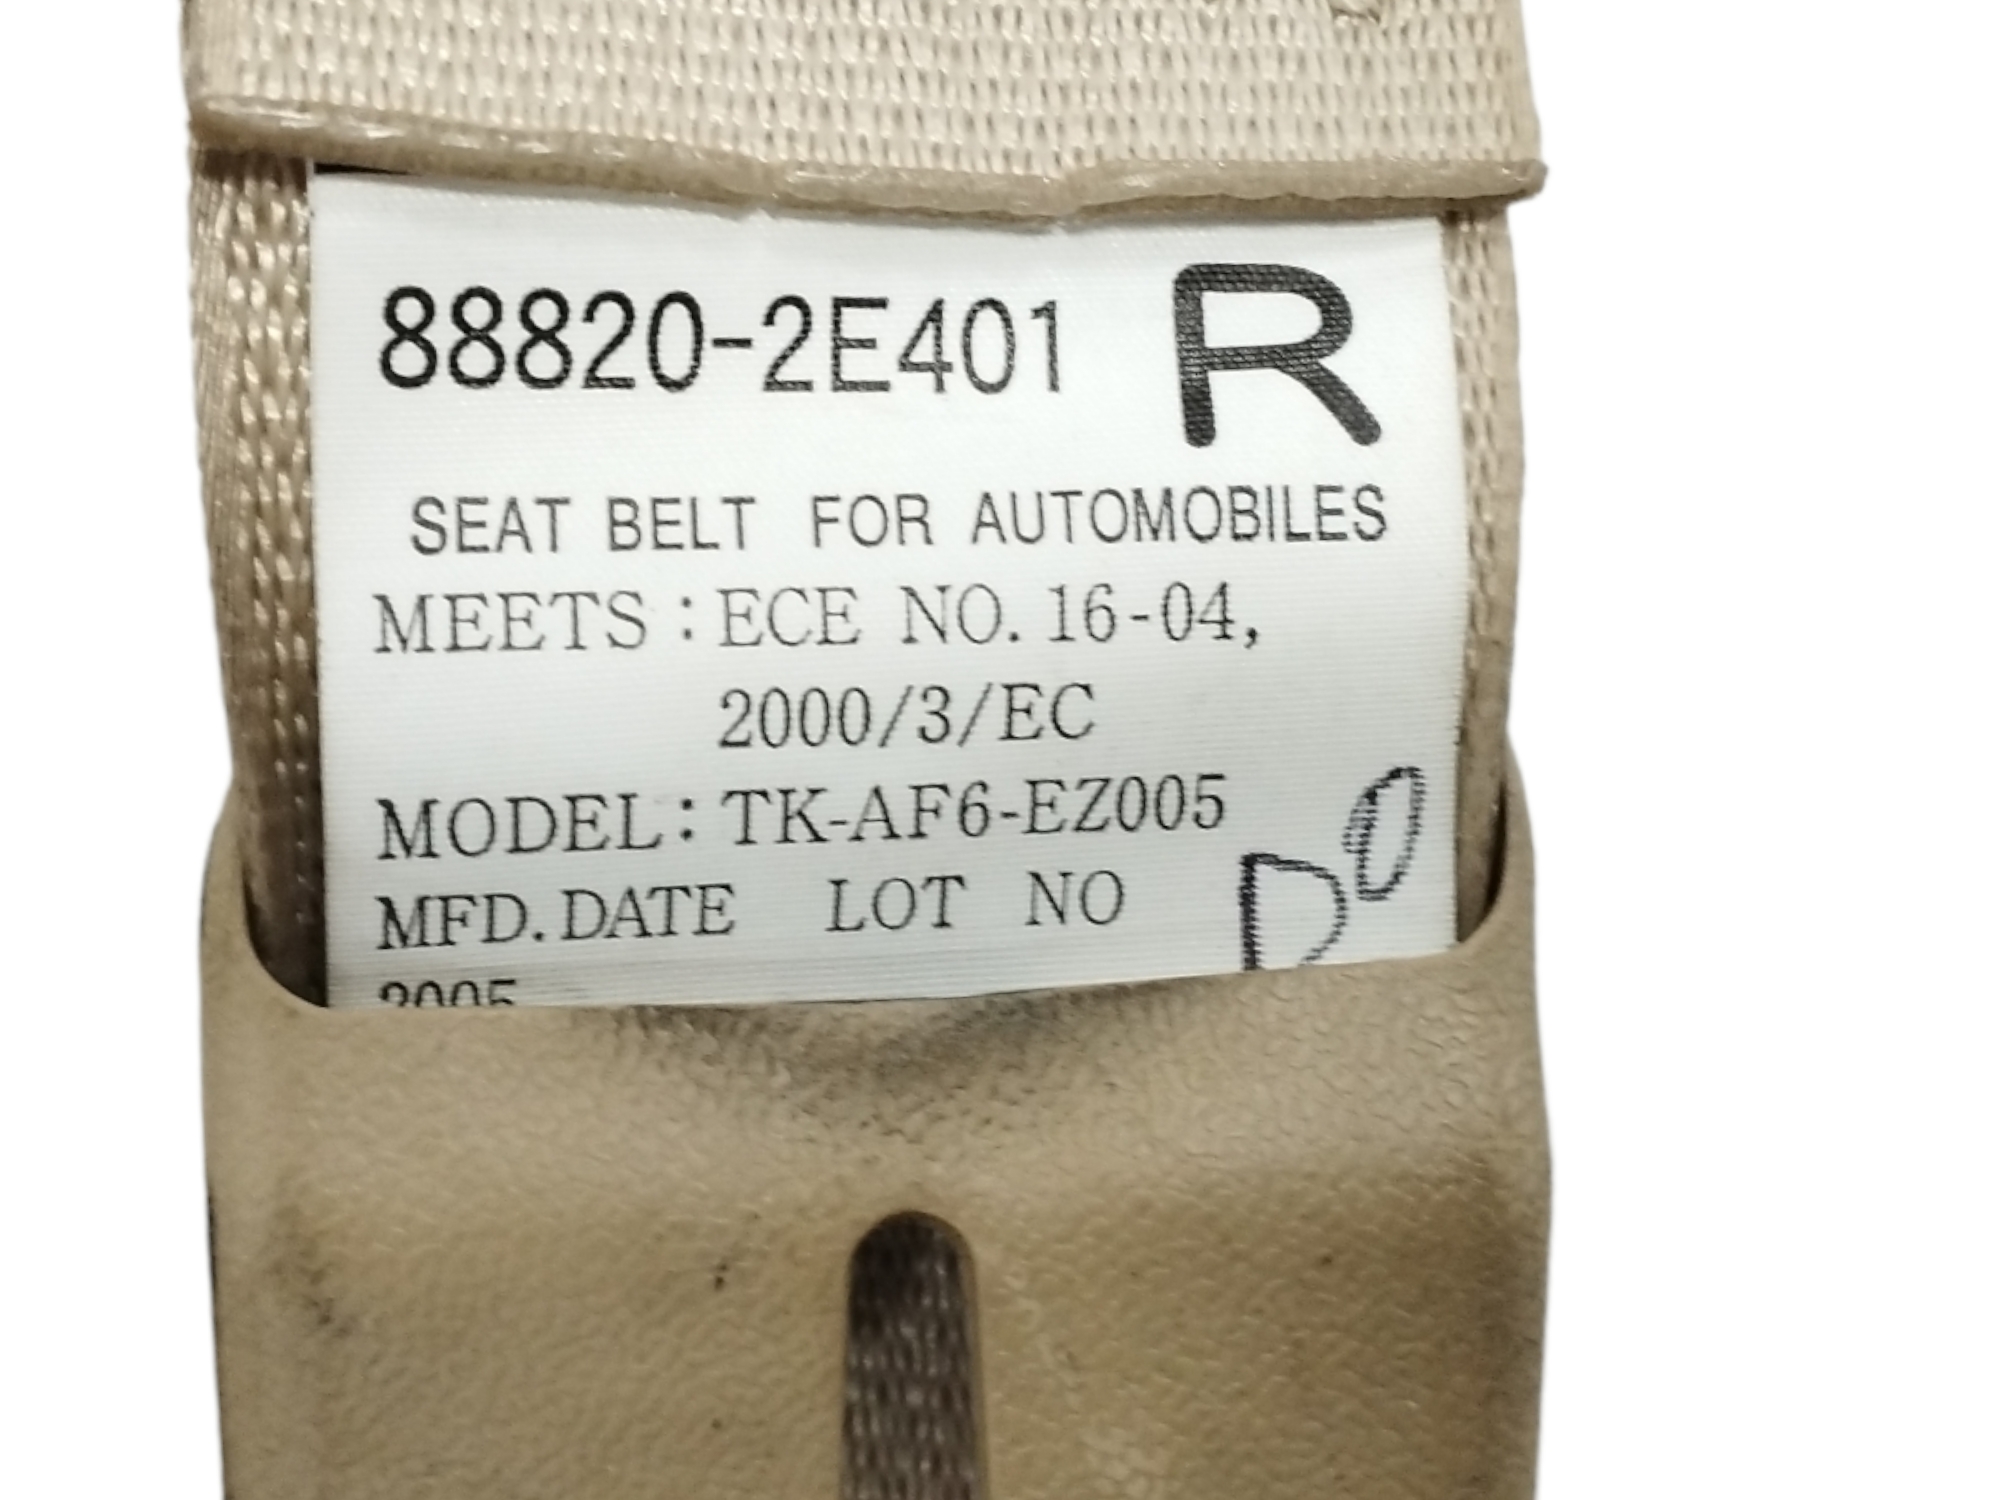 88820-2E401 R
SEAT BELT FOR AUTOMOBILES
MEETS : ECE NO. 16-04,
2000/3/EC
MODEL : TK-AF6-EZ005
MFD. DATE LOT NO
2005